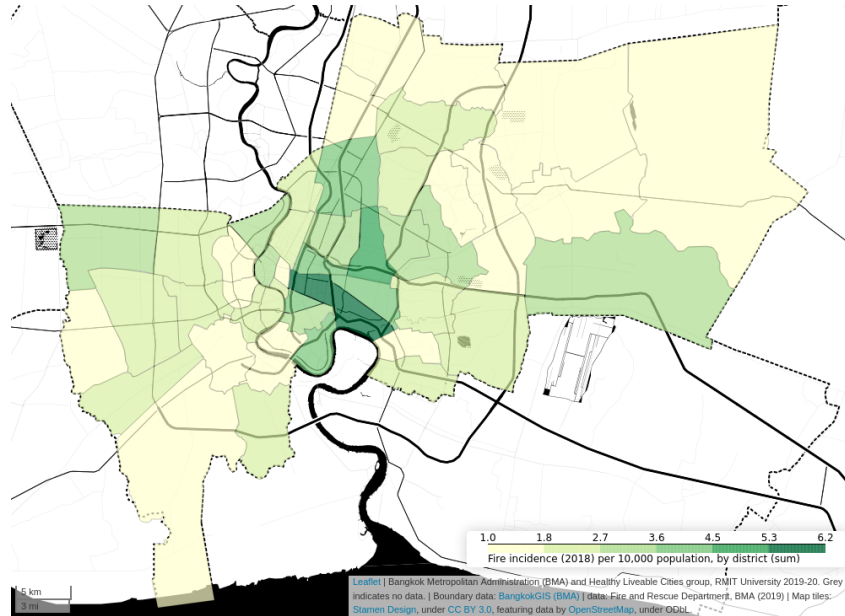 1.0 1.8 2.7 3.6 4.5 5.3 6.2
Fire incidence (2018) per 10,000 population, by district (sum)
5 km
3 mi
Leaflet | Bangkok Metropolitan Administration (BMA) and Healthy Liveable Cities group, RMIT University 2019-20. Grey
indicates no data. | Boundary data: BangkokGIS (BMA) | data: Fire and Rescue Department, BMA (2019) | Map tiles:
Stamen Design, under CC BY 3.0, featuring data by OpenStreetMap, under ODbL.